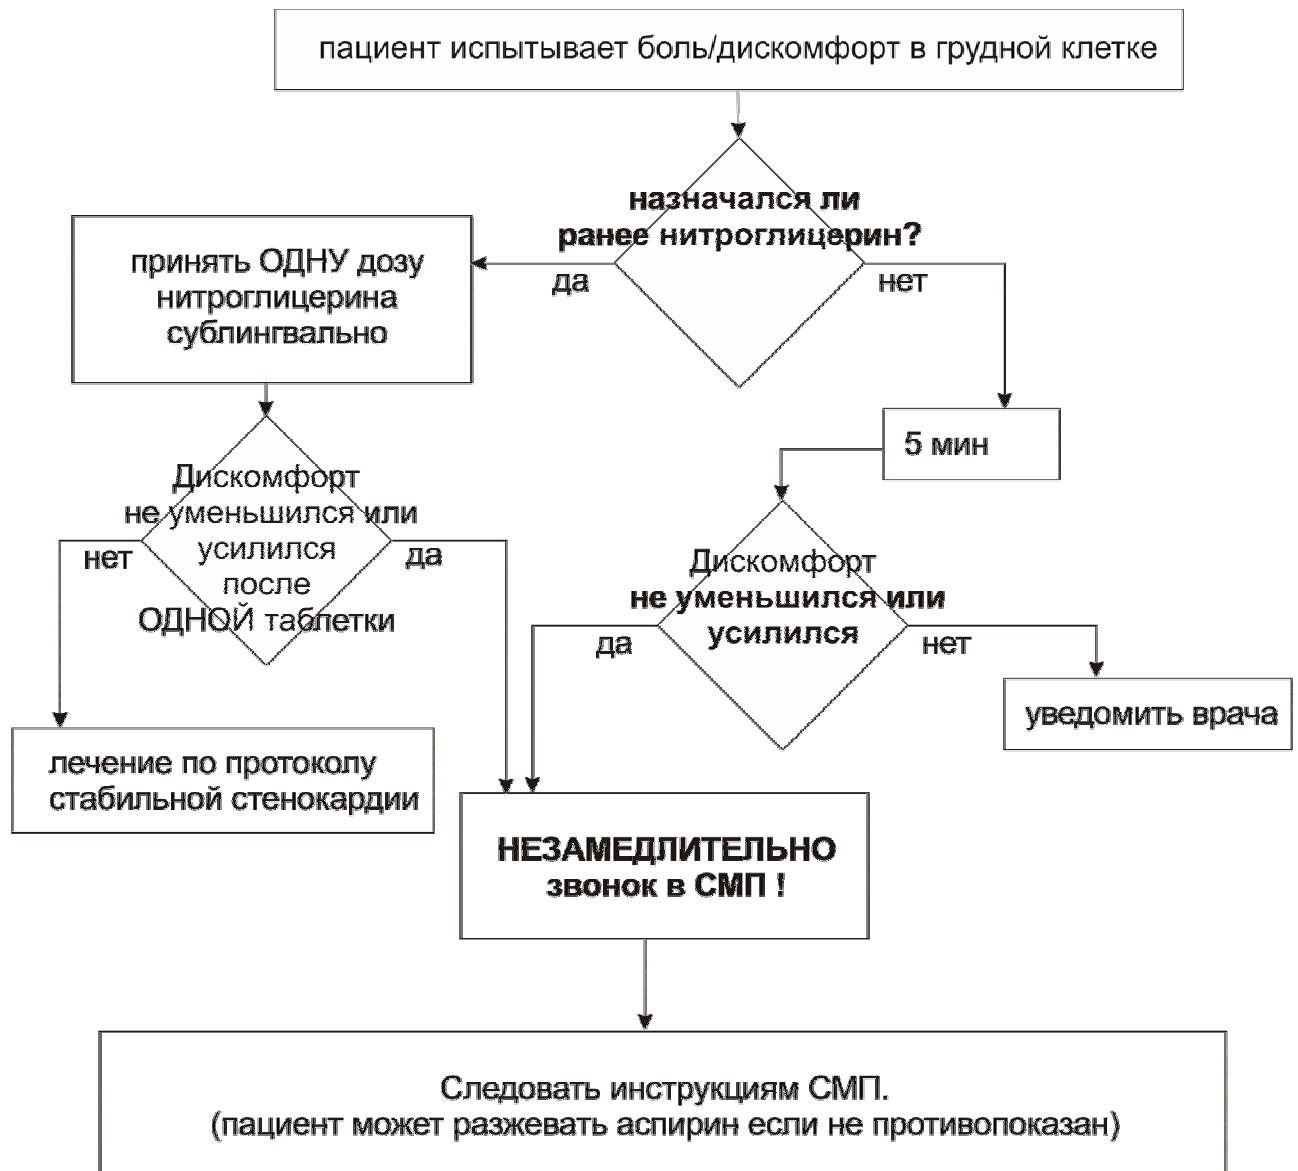 пациент испытывает боль/дискомфорт в грудной клетке
назначался ли
ранее нитроглицерин?
да
нет
принять ОДНУ дозу
нитроглицерина
сублингвально
5 мин
Дискомфорт
не уменьшился или
усилился
после
ОДНОЙ таблетки
нет
да
Дискомфорт
не уменьшился или
усилился
да
нет
уведомить врача
лечение по протоколу
стабильной стенокардии
НЕЗАМЕДЛИТЕЛЬНО
звонок в СМП !
Следовать инструкциям СМП.
(пациент может разжевать аспирин если не противопоказан)